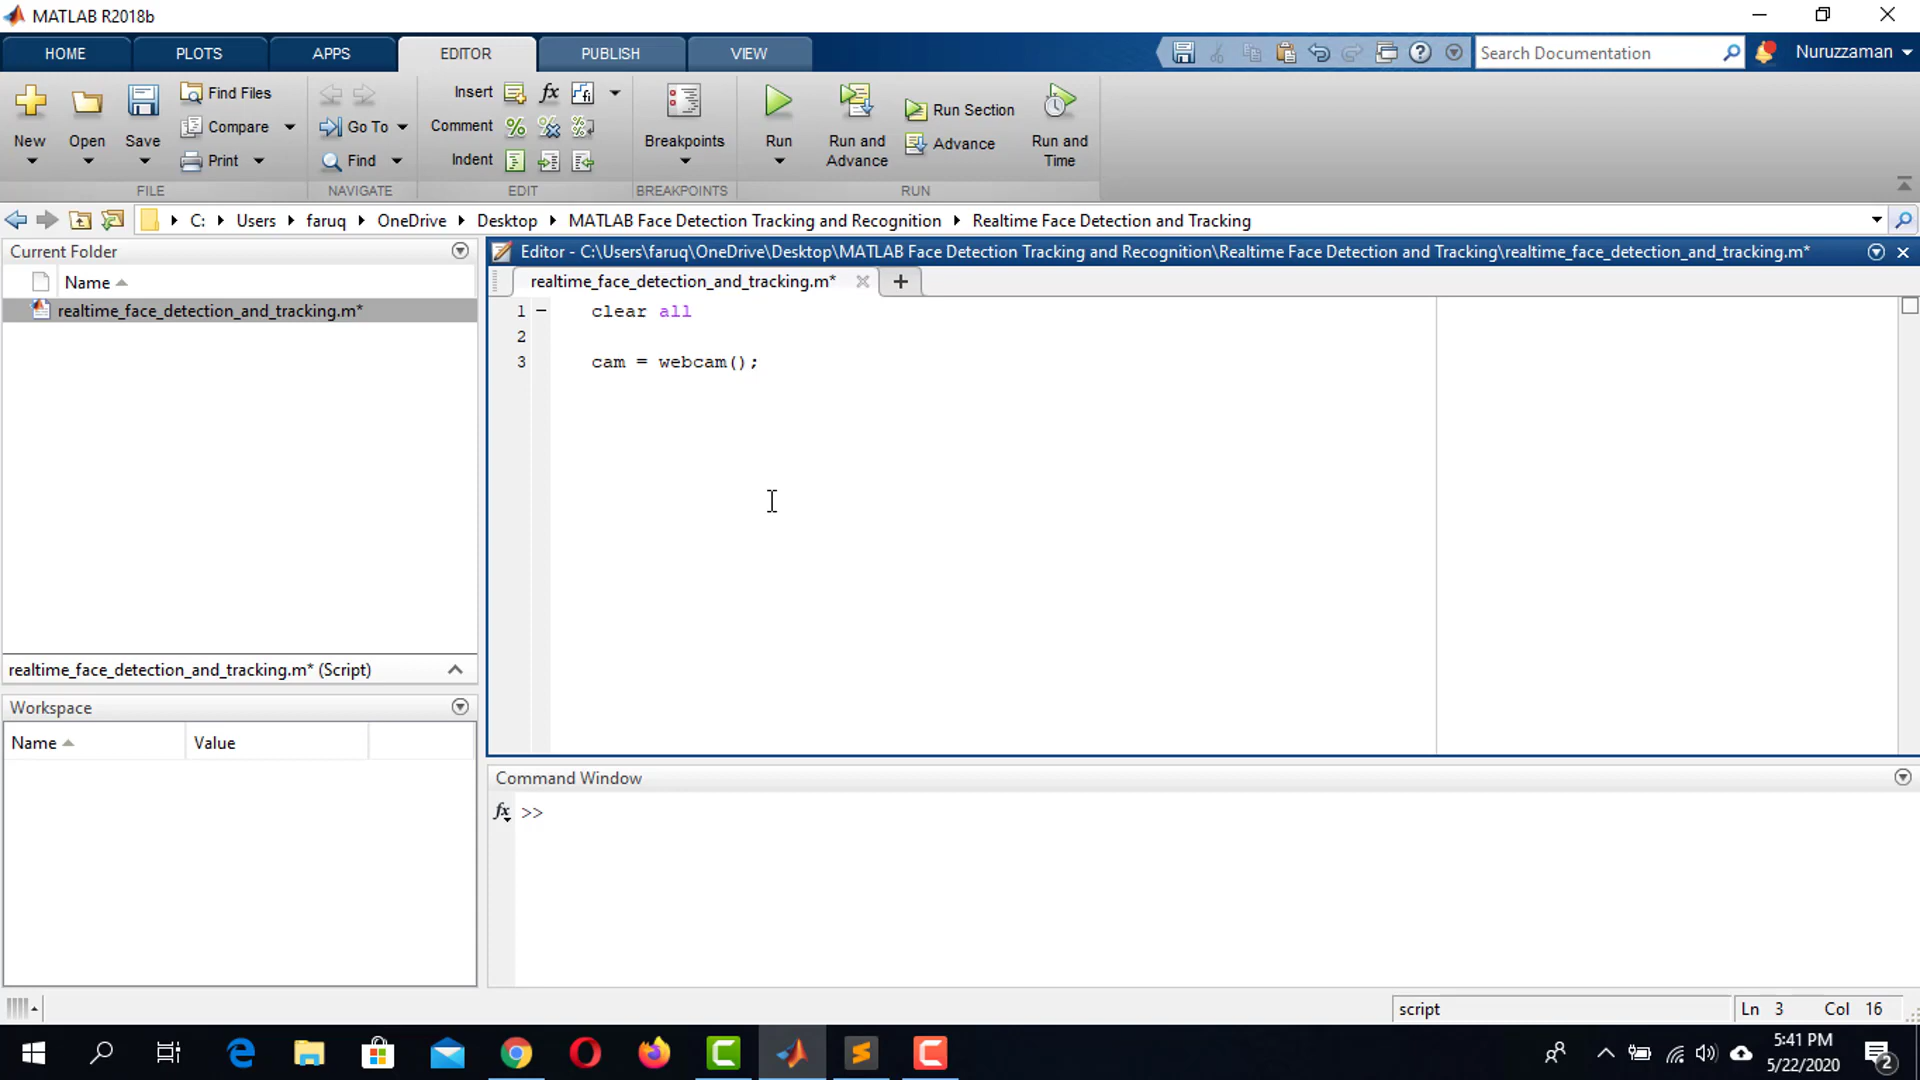 MATLAB R2018b
HOME PLOTS APPS EDITOR PUBLISH VIEW
Search Documentation
Nuruzzaman
New Open Save
Find Files
Compare
Print
FILE
Go To
Find
NAVIGATE
Insert
fx
Comment
Indent
EDIT
Breakpoints
BREAKPOINTS
Run
Run and Advance
Run Section
Advance
Run and Time
RUN
C: Users faruq OneDrive Desktop MATLAB Face Detection Tracking and Recognition Realtime Face Detection and Tracking
Current Folder
Name
realtime_face_detection_and_tracking.m*
realtime_face_detection_and_tracking.m* (Script)
Workspace
Name Value
Editor - C:\Users\faruq\OneDrive\Desktop\MATLAB Face Detection Tracking and Recognition\Realtime Face Detection and Tracking\realtime_face_detection_and_tracking.m*
realtime_face_detection_and_tracking.m*
1 clear all
2
3 cam = webcam();
Command Window
fx >>
script
Ln 3 Col 16
5:41 PM
5/22/2020
2